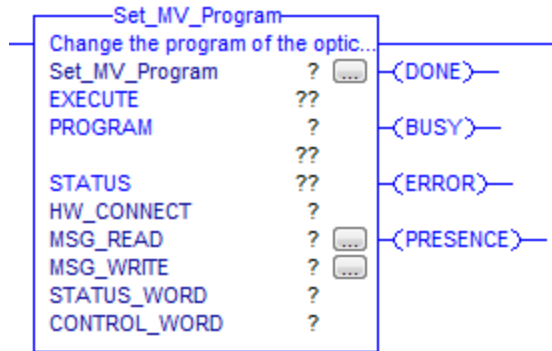 Set_MV_Program
Change the program of the optic...
Set_MV_Program ? ... (DONE)
EXECUTE ??
PROGRAM ? (BUSY)
??
STATUS ?? (ERROR)
HW_CONNECT ?
MSG_READ ? ... (PRESENCE)
MSG_WRITE ? ...
STATUS_WORD ?
CONTROL_WORD ?